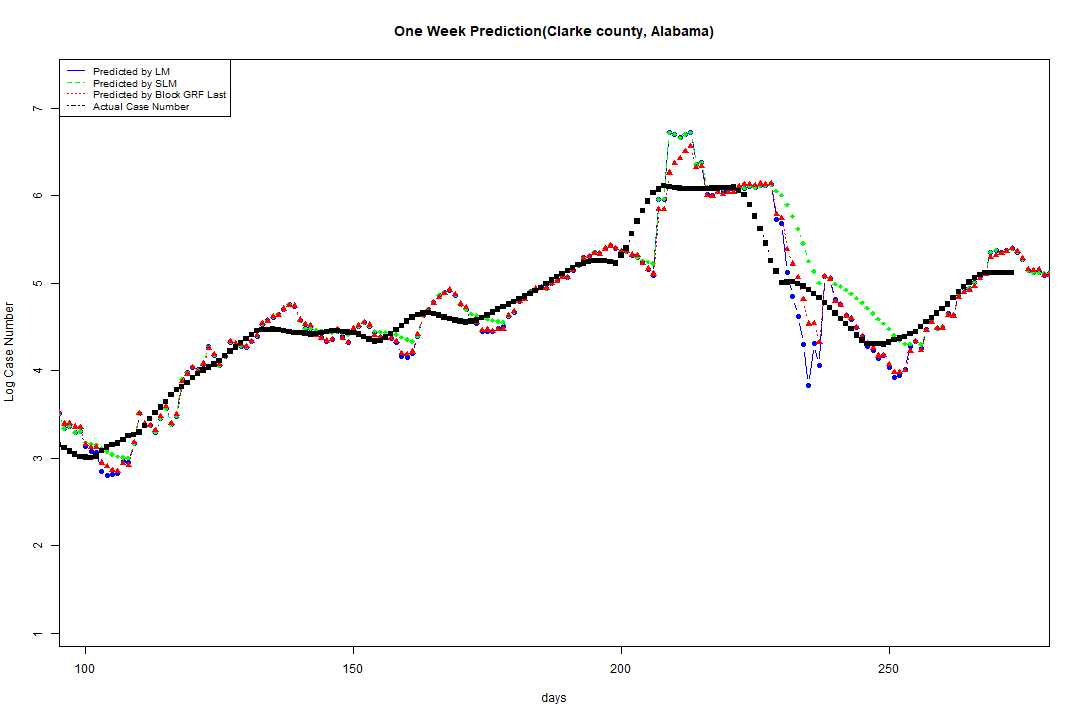 One Week Prediction(Clarke county, Alabama)
Predicted by LM
Predicted by SLM
Predicted by Block GRF Last
Actual Case Number
7
6
5
4
3
2
1
Log Case Number
100 150 200 250
days